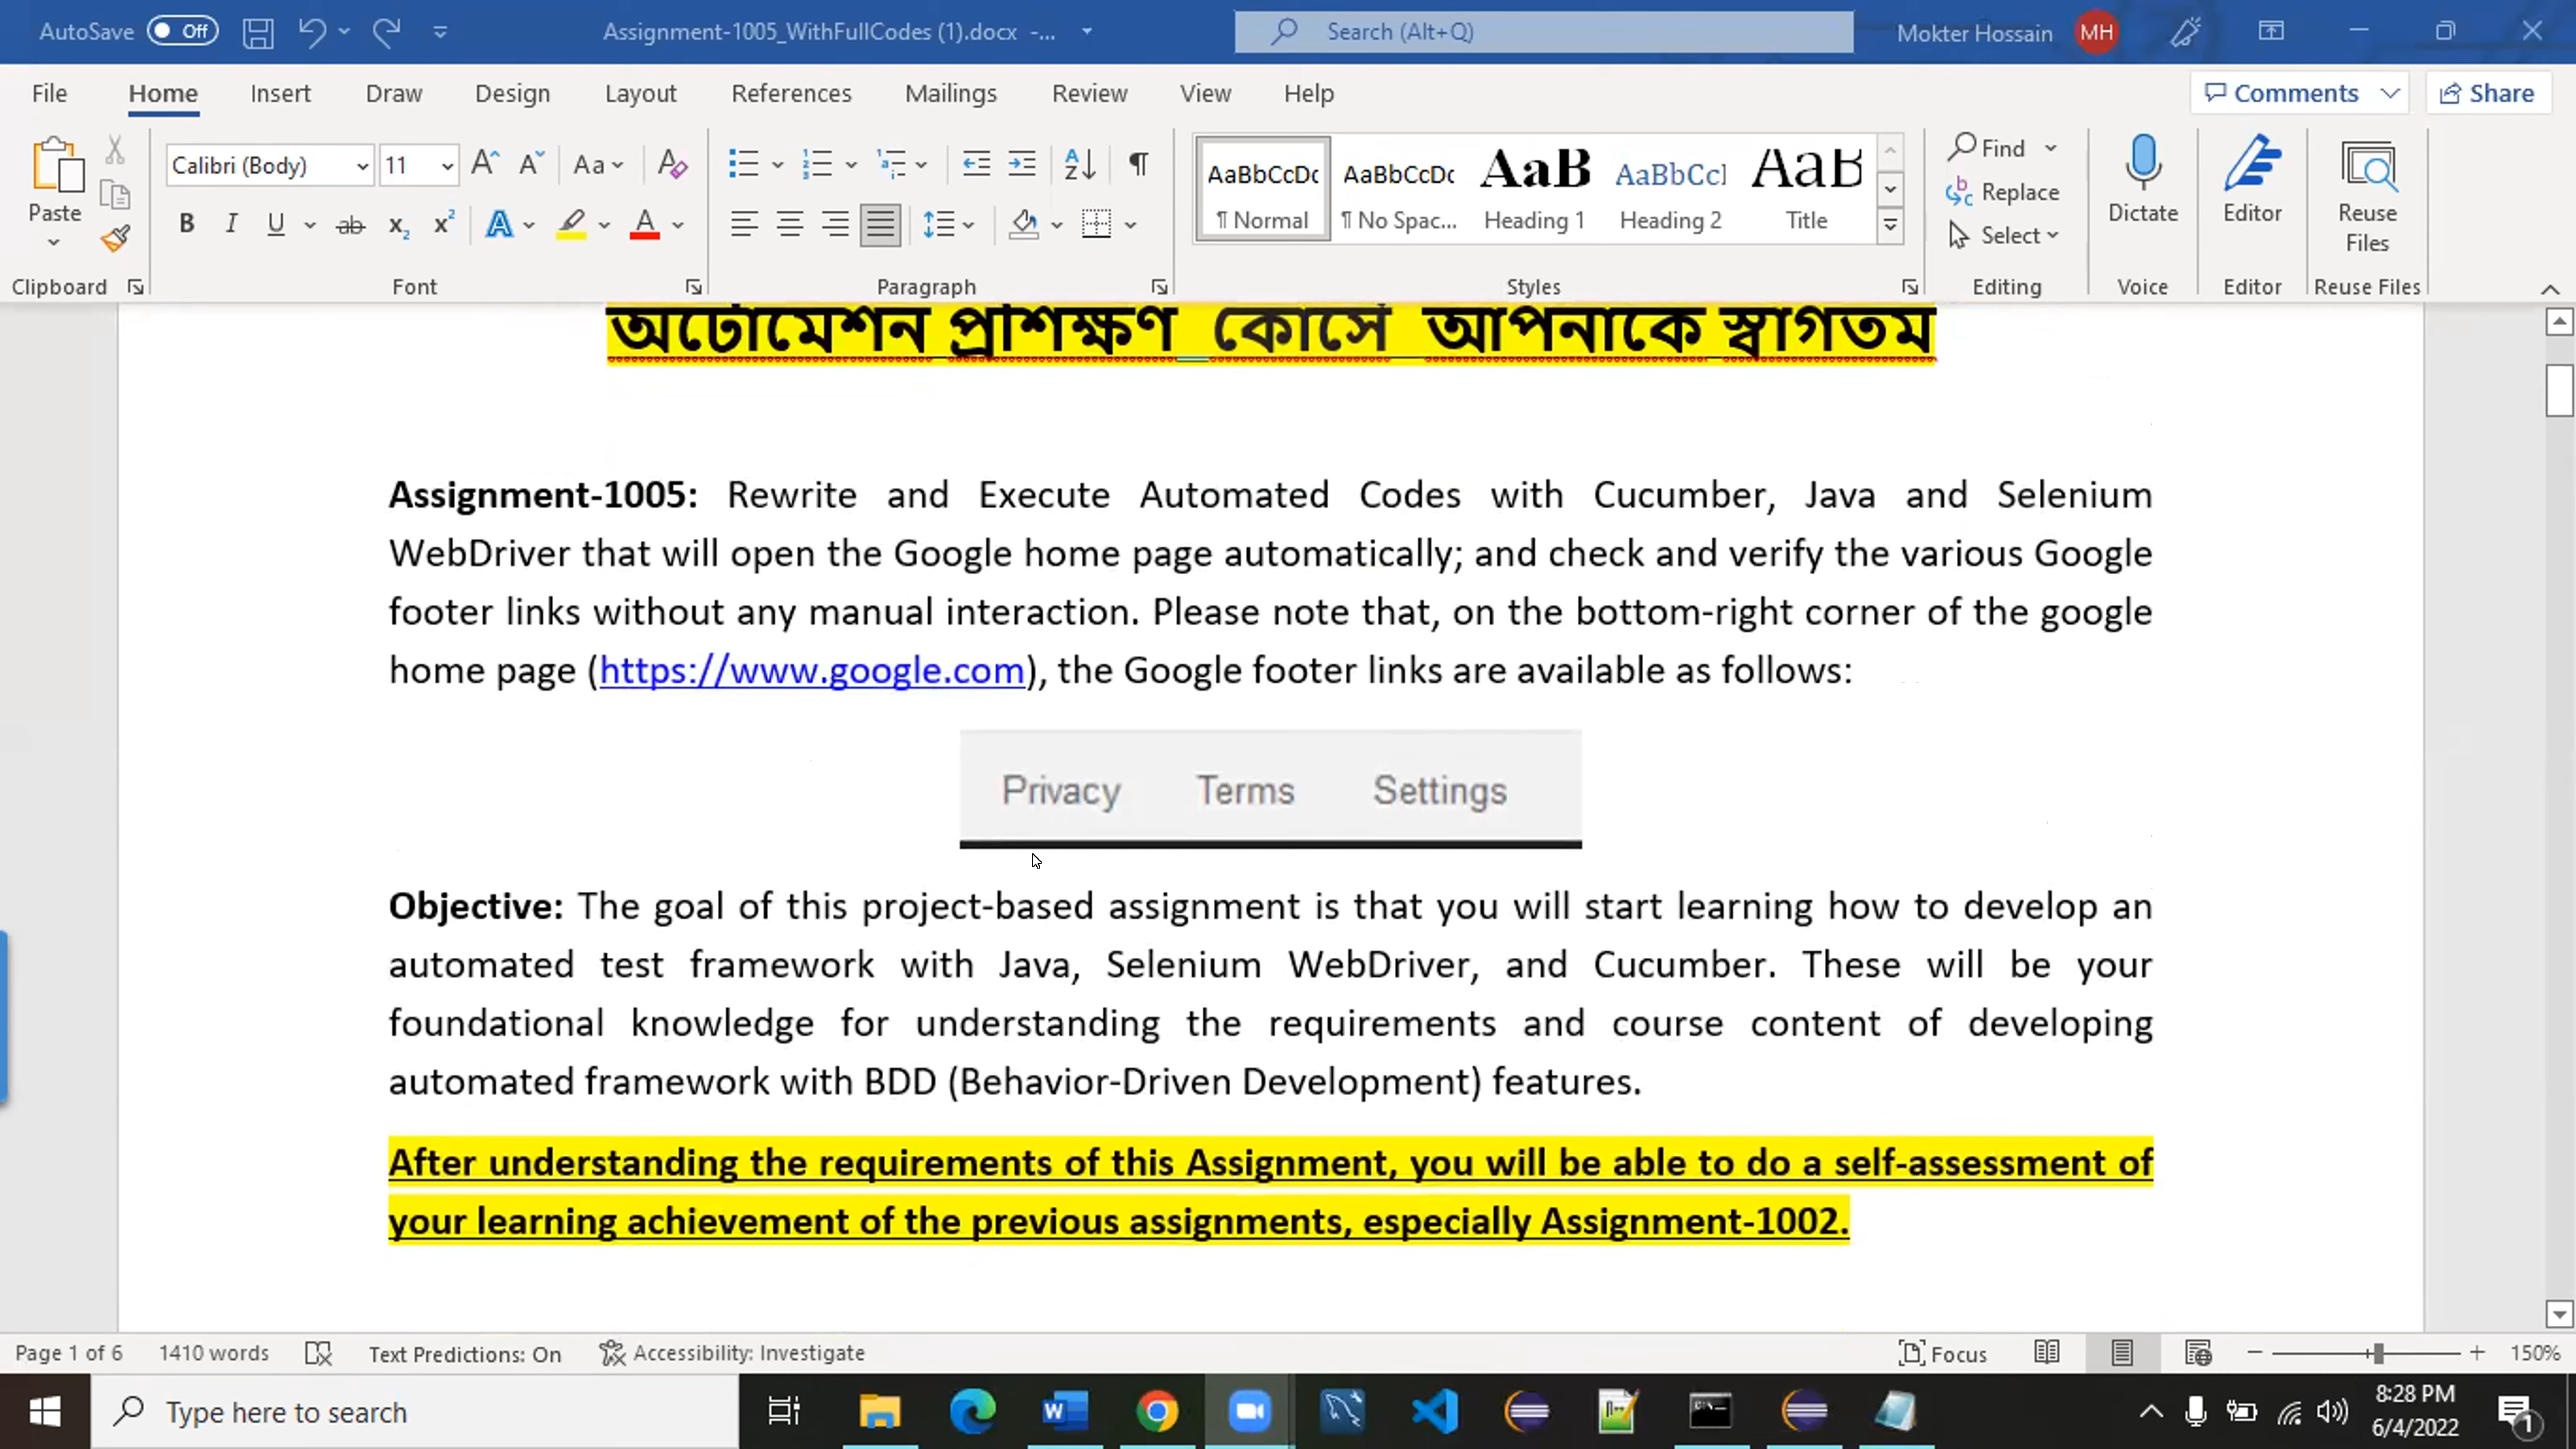 AutoSave Off Assignment-1005_WithFullCodes (1).docx -... Search (Alt+Q) Mokter Hossain MH
File Home Insert Draw Design Layout References Mailings Review View Help Comments Share
Paste Calibri (Body) 11 Aa AaBbCcDc AaBbCcDc AaB AaBbCcl AaB Find Replace Select Dictate Editor Reuse Files
¶ Normal ¶ No Spac... Heading 1 Heading 2 Title
Clipboard Font Paragraph Styles Editing Voice Editor Reuse Files
অটোমেশন প্রশিক্ষণ কোর্সে আপনাকে স্বাগতম
Assignment-1005: Rewrite and Execute Automated Codes with Cucumber, Java and Selenium
WebDriver that will open the Google home page automatically; and check and verify the various Google
footer links without any manual interaction. Please note that, on the bottom-right corner of the google
home page (https://www.google.com), the Google footer links are available as follows:
Privacy Terms Settings
Objective: The goal of this project-based assignment is that you will start learning how to develop an
automated test framework with Java, Selenium WebDriver, and Cucumber. These will be your
foundational knowledge for understanding the requirements and course content of developing
automated framework with BDD (Behavior-Driven Development) features.
After understanding the requirements of this Assignment, you will be able to do a self-assessment of
your learning achievement of the previous assignments, especially Assignment-1002.
Page 1 of 6 1410 words Text Predictions: On Accessibility: Investigate Focus 150%
Type here to search 8:28 PM
6/4/2022 1